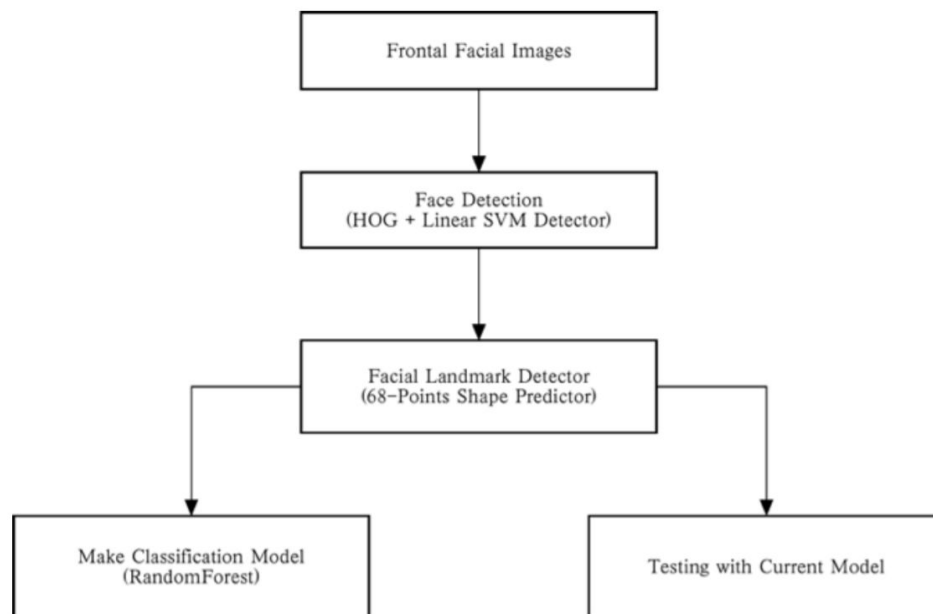 Frontal Facial Images
Face Detection
(HOG + Linear SVM Detector)
Facial Landmark Detector
(68-Points Shape Predictor)
Make Classification Model
(RandomForest)
Testing with Current Model